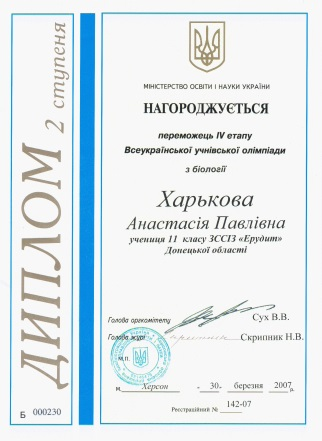 ДИПЛОМ 2 ступеня
МІНІСТЕРСТВО ОСВІТИ І НАУКИ УКРАЇНИ
НАГОРОДЖУЄТЬСЯ
переможець IV етапу
Всеукраїнської учнівської олімпіади
з біології
Харькова
Анастасія Павлівна
учениця 11 класу ЗССІЗ «Ерудит»
Донецької області
Голова оргкомітету Сух В.В.
Голова журі Скрипник Н.В.
М.П.
м. Херсон « 30» березня 2007 р.
Реєстраційний № 142-07
Б 000230